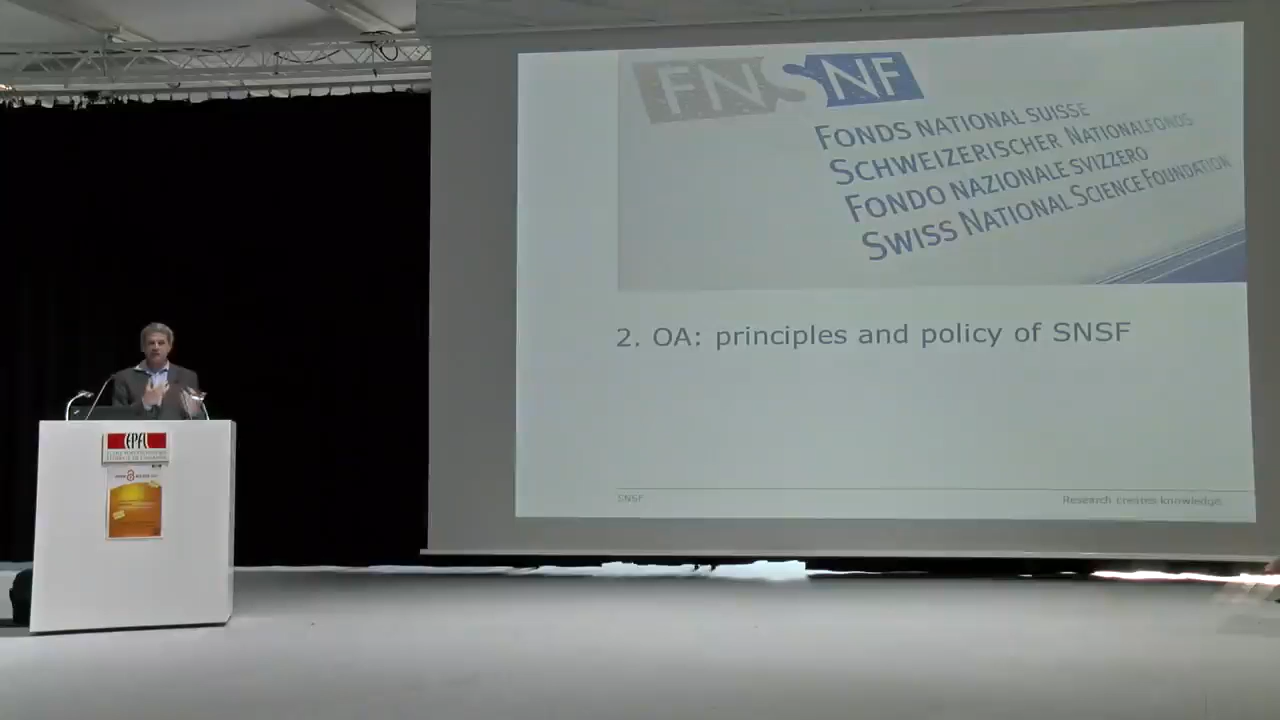 FNSNF
FONDS NATIONAL SUISSE
SCHWEIZERISCHER NATIONALFONDS
FONDO NAZIONALE SVIZZERO
SWISS NATIONAL SCIENCE FOUNDATION
2. OA: principles and policy of SNSF
SNSF
Research creates knowledge
EPFL